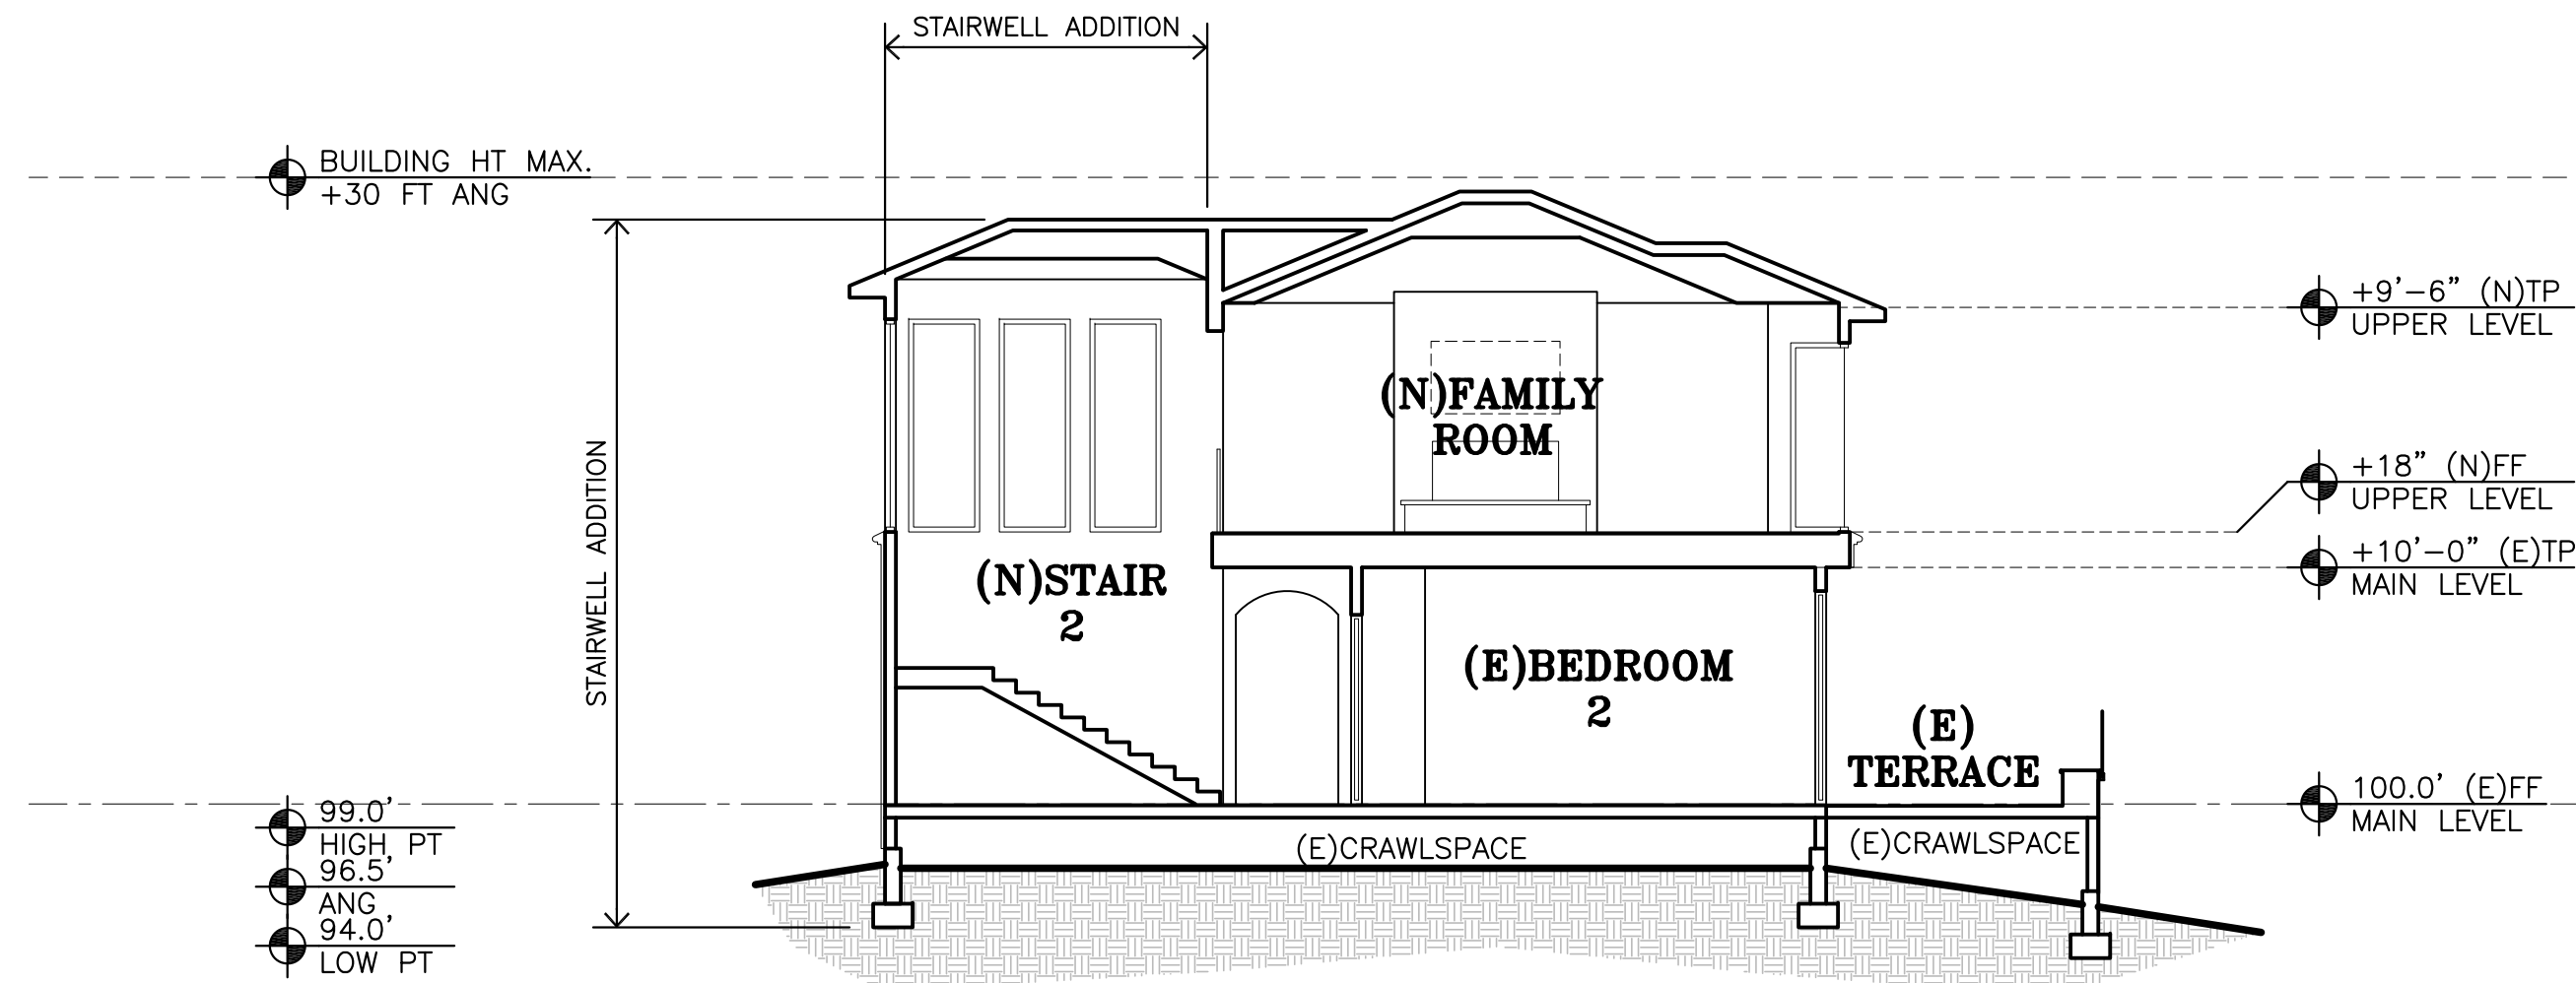 STAIRWELL ADDITION
BUILDING HT MAX.
+30 FT ANG
+9'-6" (N)TP
UPPER LEVEL
(N)FAMILY
ROOM
+18" (N)FF
UPPER LEVEL
STAIRWELL ADDITION
+10'-0" (E)TP
MAIN LEVEL
(N)STAIR
2
(E)BEDROOM
2
(E)
TERRACE
99.0'
HIGH PT
96.5'
ANG
94.0'
LOW PT
100.0' (E)FF
MAIN LEVEL
(E)CRAWLSPACE
(E)CRAWLSPACE